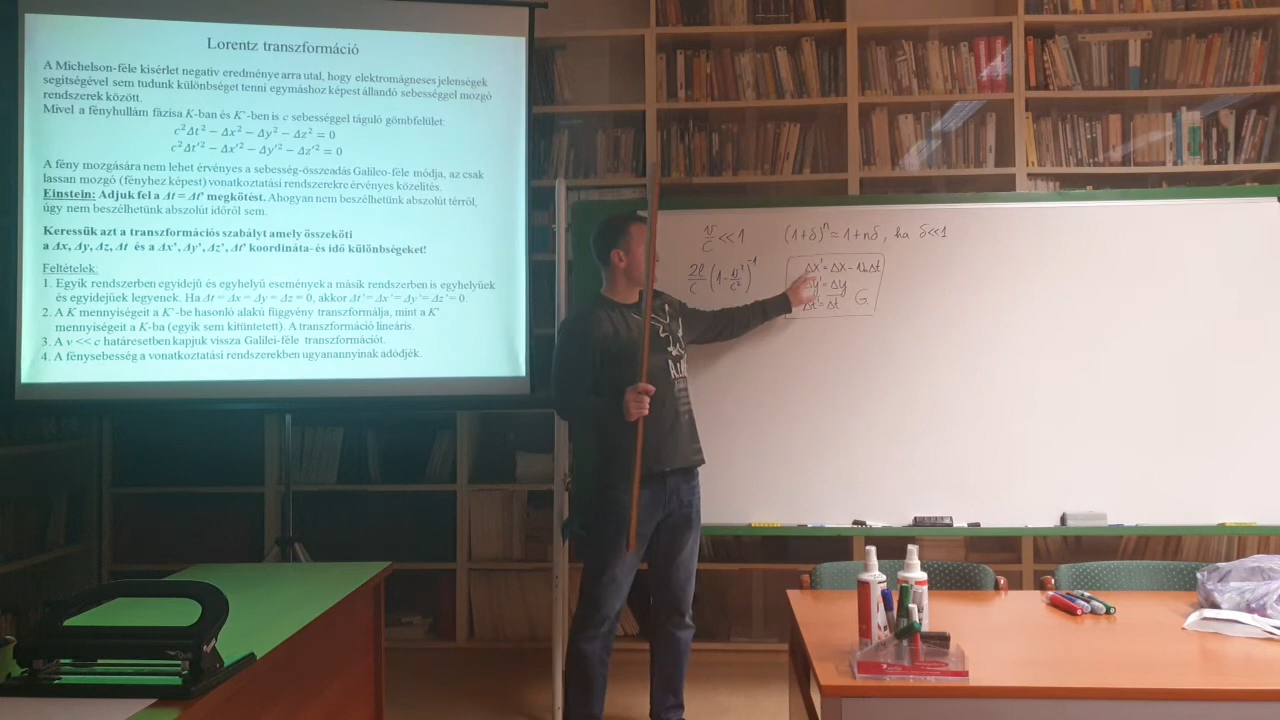 Lorentz transzformáció
A Michelson-féle kísérlet negatív eredménye arra utal, hogy elektromágneses jelenségek
segítségével sem tudunk különbséget tenni egymáshoz képest állandó sebességgel mozgó
rendszerek között.
Mivel a fényhullám fázisa K-ban és K'-ben is c sebességgel táguló gömbfelület:
c²Δt² − Δx² − Δy² − Δz² = 0
c²Δt'² − Δx'² − Δy'² − Δz'² = 0
A fény mozgására nem lehet érvényes a sebesség-összeadás Galileo-féle módja, az csak
lassan mozgó (fényhez képest) vonatkoztatási rendszerekre érvényes közelítés.
Einstein: Adjuk fel a Δt = Δt' megkötést. Ahogyan nem beszélhetünk abszolút térről,
úgy nem beszélhetünk abszolút időről sem.
Keressük azt a transzformációs szabályt amely összeköti
a Δx, Δy, Δz, Δt és a Δx', Δy', Δz', Δt' koordináta- és idő különbségeket!
Feltételek:
1. Egyik rendszerben egyidejű és egyhelyű események a másik rendszerben is egyhelyűek
és egyidejűek legyenek. Ha Δt = Δx = Δy = Δz = 0, akkor Δt' = Δx' = Δy' = Δz' = 0.
2. A K mennyiségeit a K'-be hasonló alakú függvény transzformálja, mint a K'
mennyiségeit a K-ba (egyik sem kitüntetett). A transzformáció lineáris.
3. A v << c határesetben kapjuk vissza Galilei-féle transzformációt.
4. A fénysebesség a vonatkoztatási rendszerekben ugyanannyinak adódjék.
v/c << 1 (1+δ)ⁿ = 1+nδ, ha δ<<1
2l/c (1−v²/c²)⁻¹
Δx' = Δx − v₀Δt
Δy' = Δy
Δt' = Δt G.